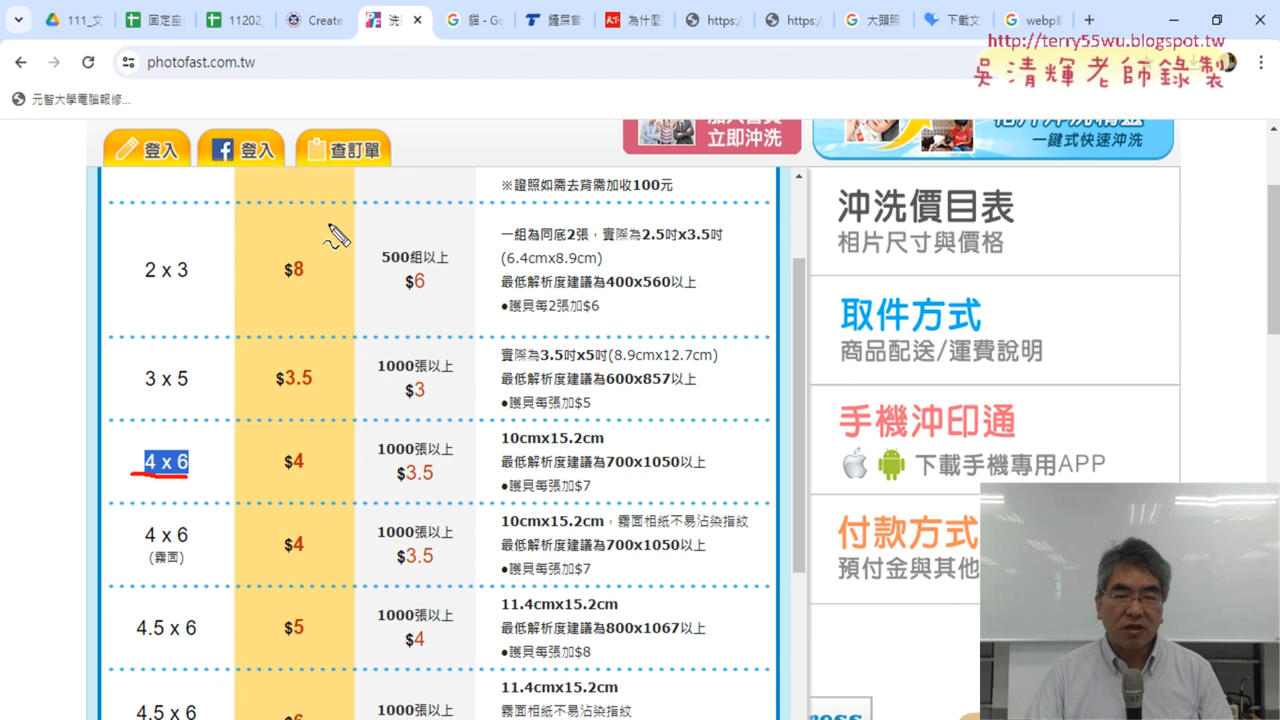 111_文
固定座
11202
Create
洗
貓 - Go
鑼屎官
為什麼
https:/
https:/
大頭照
下載文
webp
http://terry55wu.blogspot.tw
photofast.com.tw
吳清輝老師錄製
元智大學電腦報修...
登入
登入
查訂單
立即沖洗
一鍵式快速沖洗
※證照如需去背需加收100元
2 x 3
$8
500組以上
$6
一組為同底2張，實際為2.5吋x3.5吋
(6.4cmx8.9cm)
最低解析度建議為400x560以上
●護貝每2張加$6
3 x 5
$3.5
1000張以上
$3
實際為3.5吋x5吋(8.9cmx12.7cm)
最低解析度建議為600x857以上
●護貝每張加$5
4 x 6
$4
1000張以上
$3.5
10cmx15.2cm
最低解析度建議為700x1050以上
●護貝每張加$7
4 x 6
(霧面)
$4
1000張以上
$3.5
10cmx15.2cm，霧面相紙不易沾染指紋
最低解析度建議為700x1050以上
●護貝每張加$7
4.5 x 6
$5
1000張以上
$4
11.4cmx15.2cm
最低解析度建議為800x1067以上
●護貝每張加$8
4.5 x 6
1000張以上
11.4cmx15.2cm
霧面相紙不易沾染指紋
沖洗價目表
相片尺寸與價格
取件方式
商品配送/運費說明
手機沖印通
下載手機專用APP
付款方式
預付金與其他